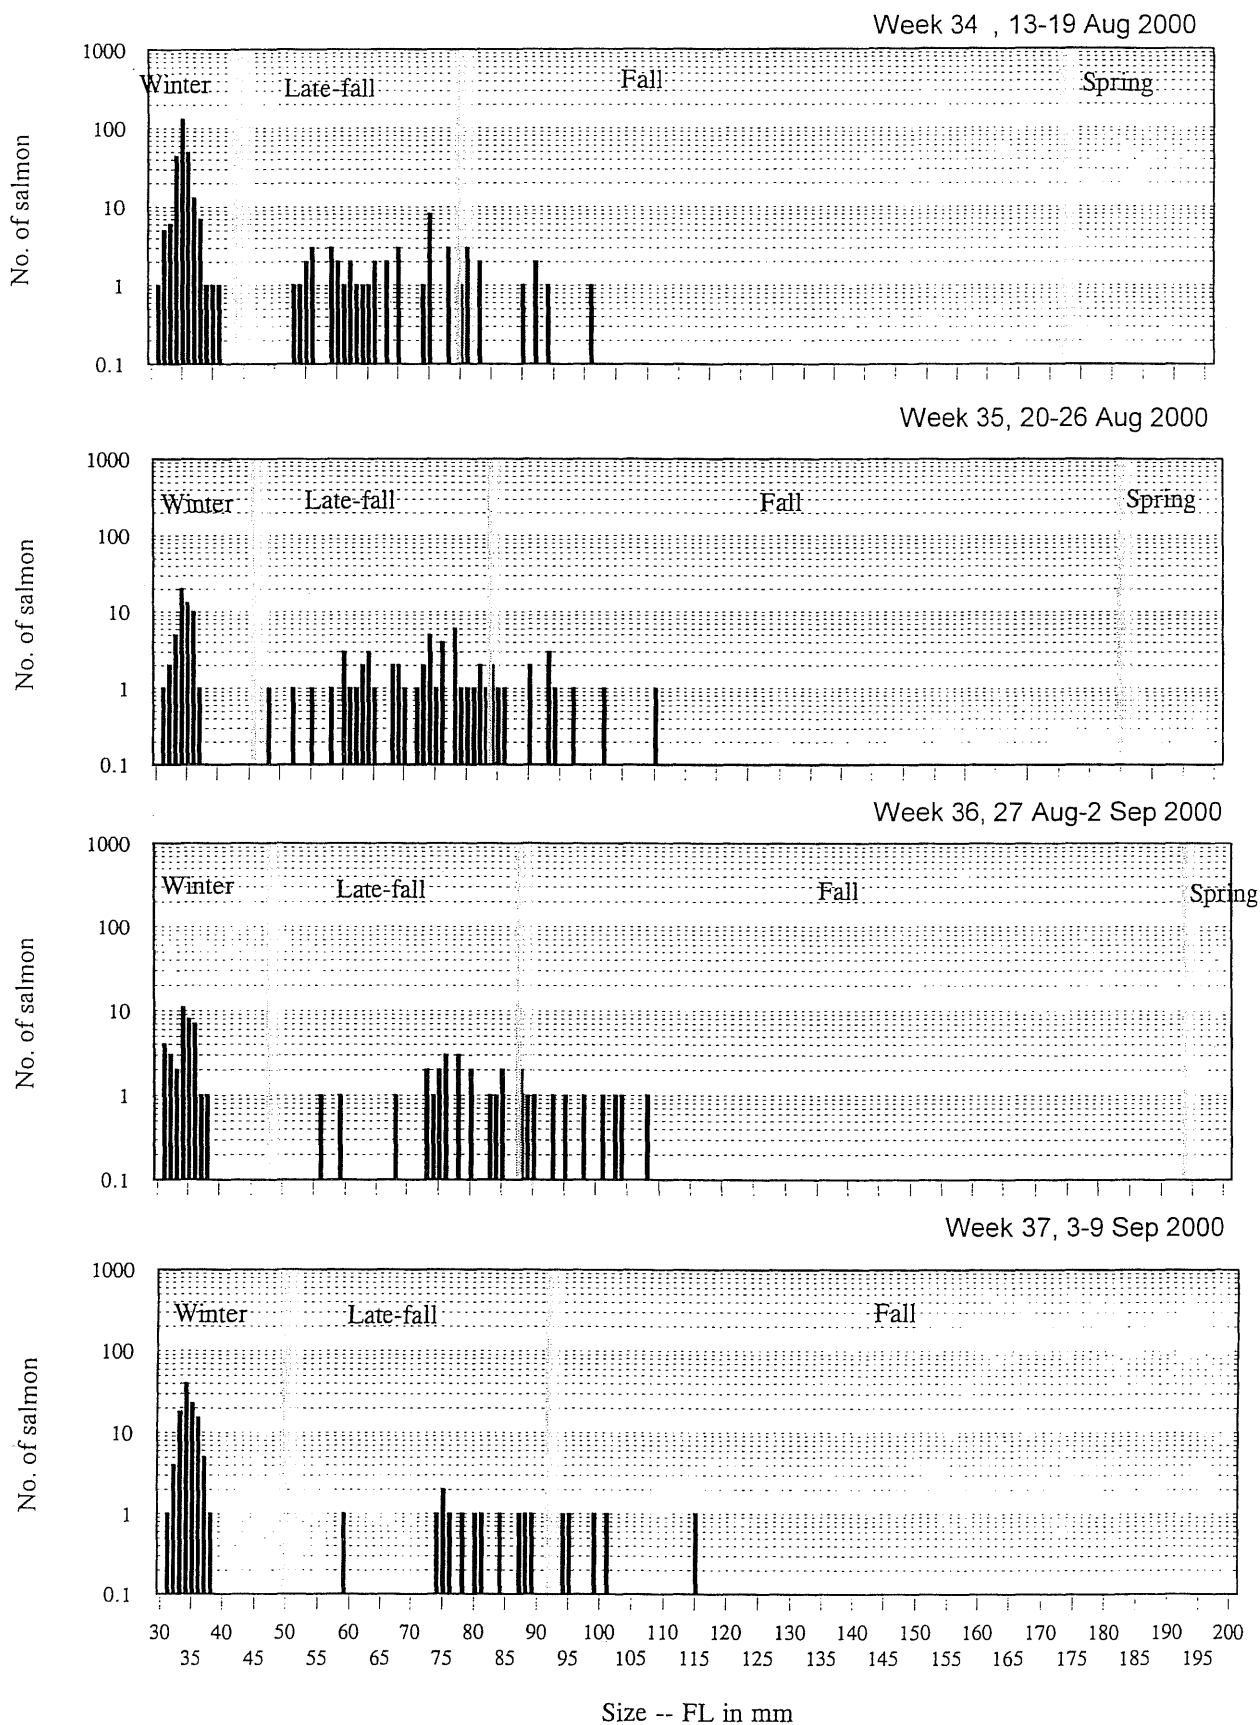 Week 34 , 13-19 Aug 2000
1000
Winter Late-fall Fall Spring
100
10
1
0.1
No. of salmon
Week 35, 20-26 Aug 2000
1000
Winter Late-fall Fall Spring
100
10
1
0.1
No. of salmon
Week 36, 27 Aug-2 Sep 2000
1000
Winter Late-fall Fall Spring
100
10
1
0.1
No. of salmon
Week 37, 3-9 Sep 2000
1000
Winter Late-fall Fall
100
10
1
0.1
No. of salmon
30 40 50 60 70 80 90 100 110 120 130 140 150 160 170 180 190 200
35 45 55 65 75 85 95 105 115 125 135 145 155 165 175 185 195
Size -- FL in mm